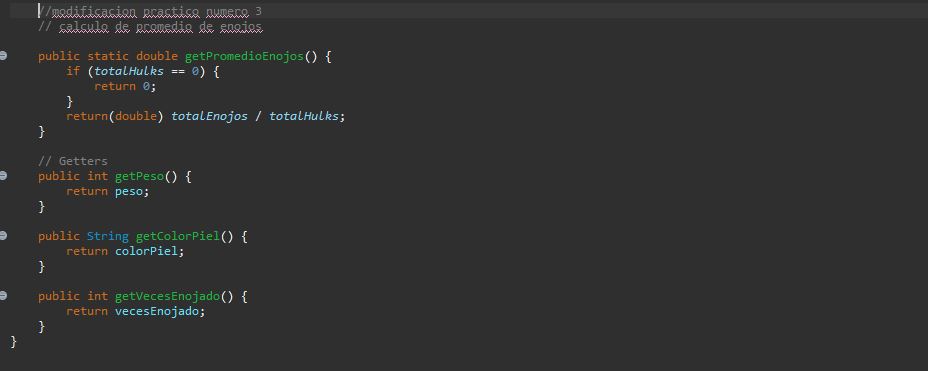 //modificacion practico numero 3
// calculo de promedio de enojos
public static double getPromedioEnojos() {
if (totalHulks == 0) {
return 0;
}
return(double) totalEnojos / totalHulks;
}
// Getters
public int getPeso() {
return peso;
}
public String getColorPiel() {
return colorPiel;
}
public int getVecesEnojado() {
return vecesEnojado;
}
}